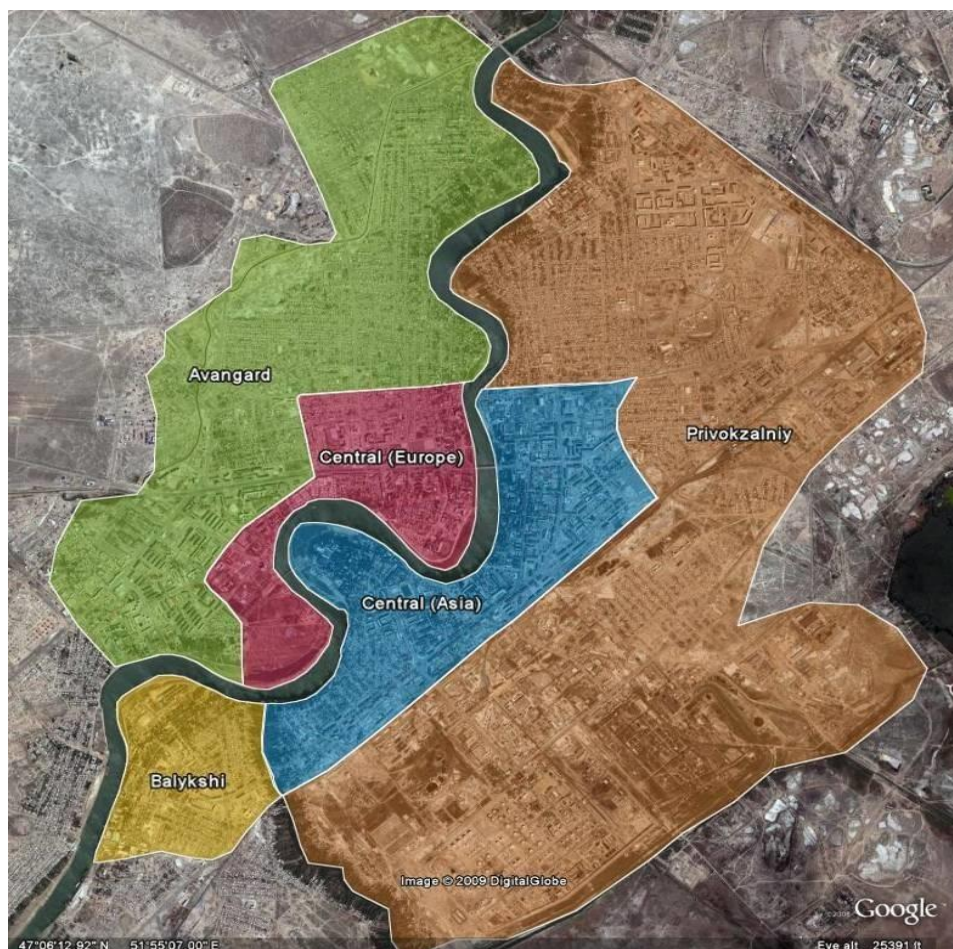 Avangard
Central (Europe)
Privokzalniy
Central (Asia)
Balykshi
Image © 2009 DigitalGlobe
Google
47°06'12.92" N 51°55'07.00" E
Eye alt 25391 ft